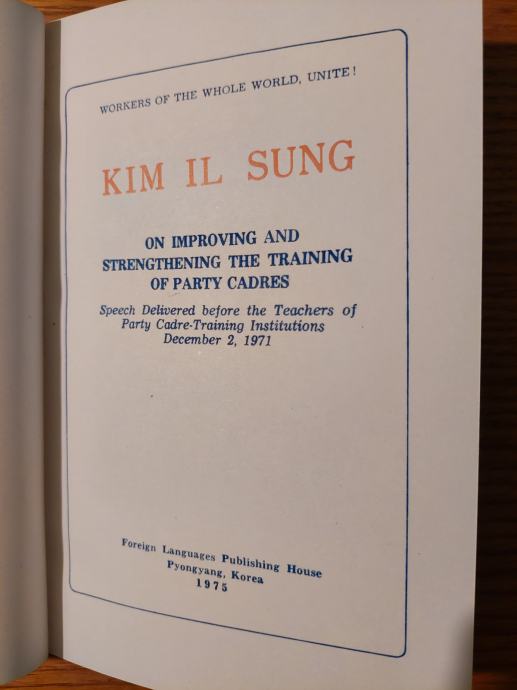 WORKERS OF THE WHOLE WORLD, UNITE!
KIM IL SUNG
ON IMPROVING AND
STRENGTHENING THE TRAINING
OF PARTY CADRES
Speech Delivered before the Teachers of
Party Cadre-Training Institutions
December 2, 1971
Foreign Languages Publishing House
Pyongyang, Korea
1975